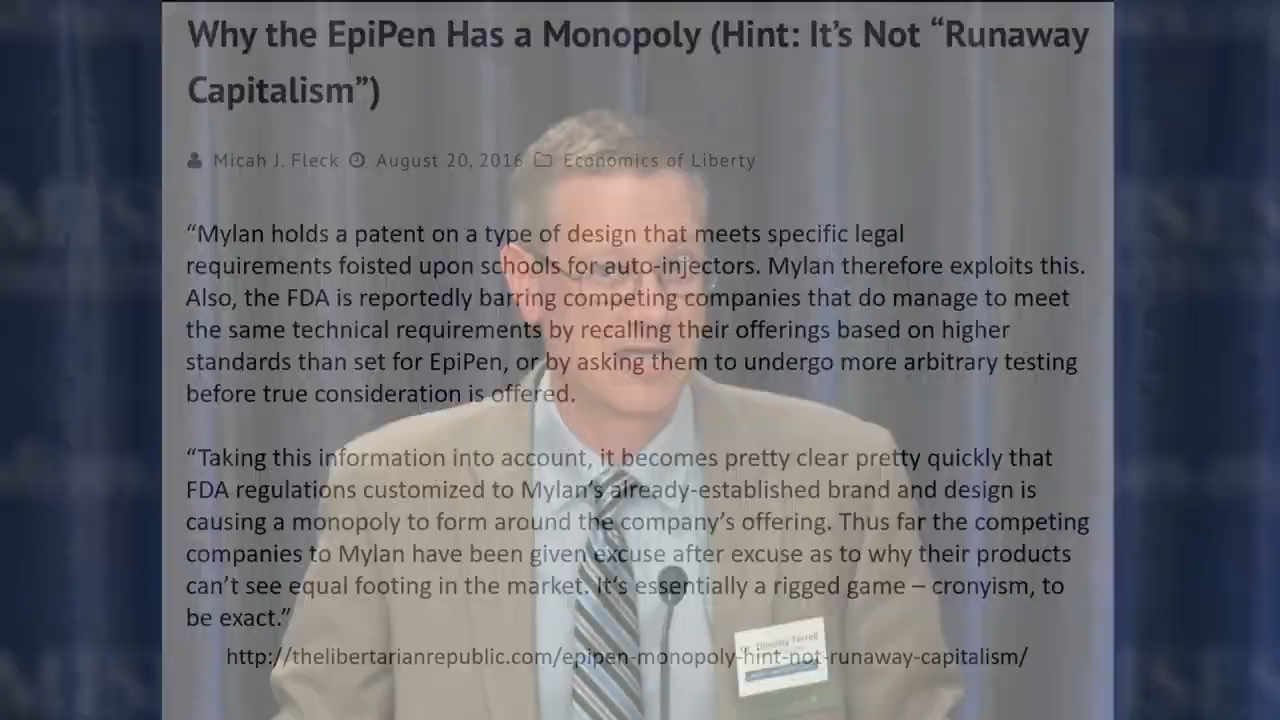 Why the EpiPen Has a Monopoly (Hint: It’s Not “Runaway
Capitalism”)
Micah J. Fleck August 20, 2016 Economics of Liberty
“Mylan holds a patent on a type of design that meets specific legal
requirements foisted upon schools for auto-injectors. Mylan therefore exploits this.
Also, the FDA is reportedly barring competing companies that do manage to meet
the same technical requirements by recalling their offerings based on higher
standards than set for EpiPen, or by asking them to undergo more arbitrary testing
before true consideration is offered.
“Taking this information into account, it becomes pretty clear pretty quickly that
FDA regulations customized to Mylan’s already-established brand and design is
causing a monopoly to form around the company’s offering. Thus far the competing
companies to Mylan have been given excuse after excuse as to why their products
can’t see equal footing in the market. It’s essentially a rigged game – cronyism, to
be exact.”
http://thelibertarianrepublic.com/epipen-monopoly-hint-not-runaway-capitalism/